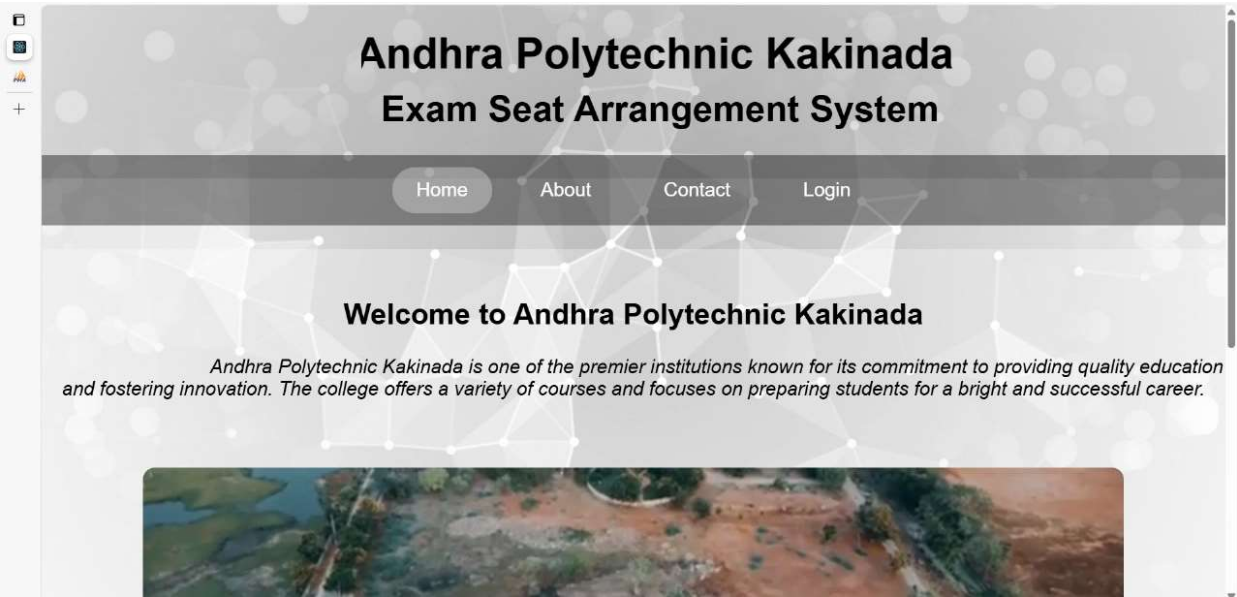 Andhra Polytechnic Kakinada
Exam Seat Arrangement System
Home About Contact Login
Welcome to Andhra Polytechnic Kakinada
Andhra Polytechnic Kakinada is one of the premier institutions known for its commitment to providing quality education
and fostering innovation. The college offers a variety of courses and focuses on preparing students for a bright and successful career.